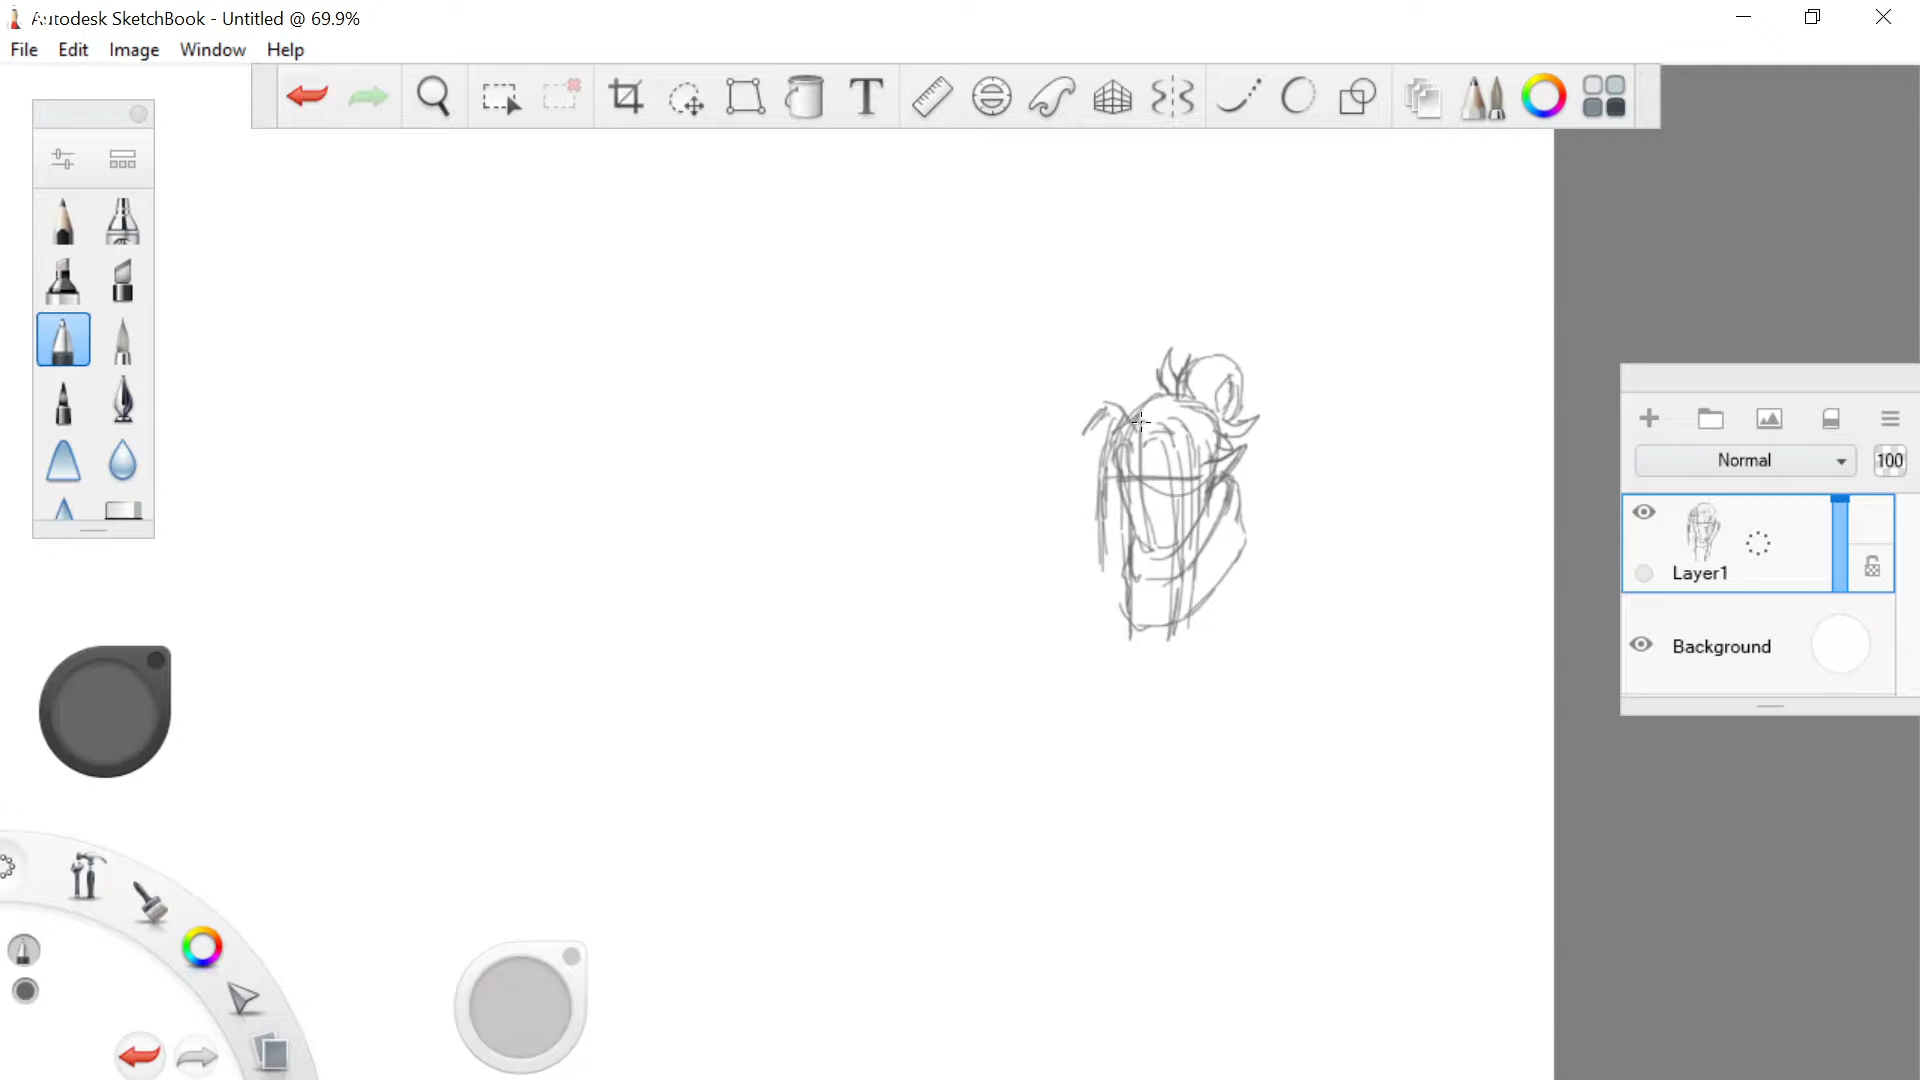 Autodesk SketchBook - Untitled @ 69.9%
File Edit Image Window Help
T
Normal 100
Layer1
Background